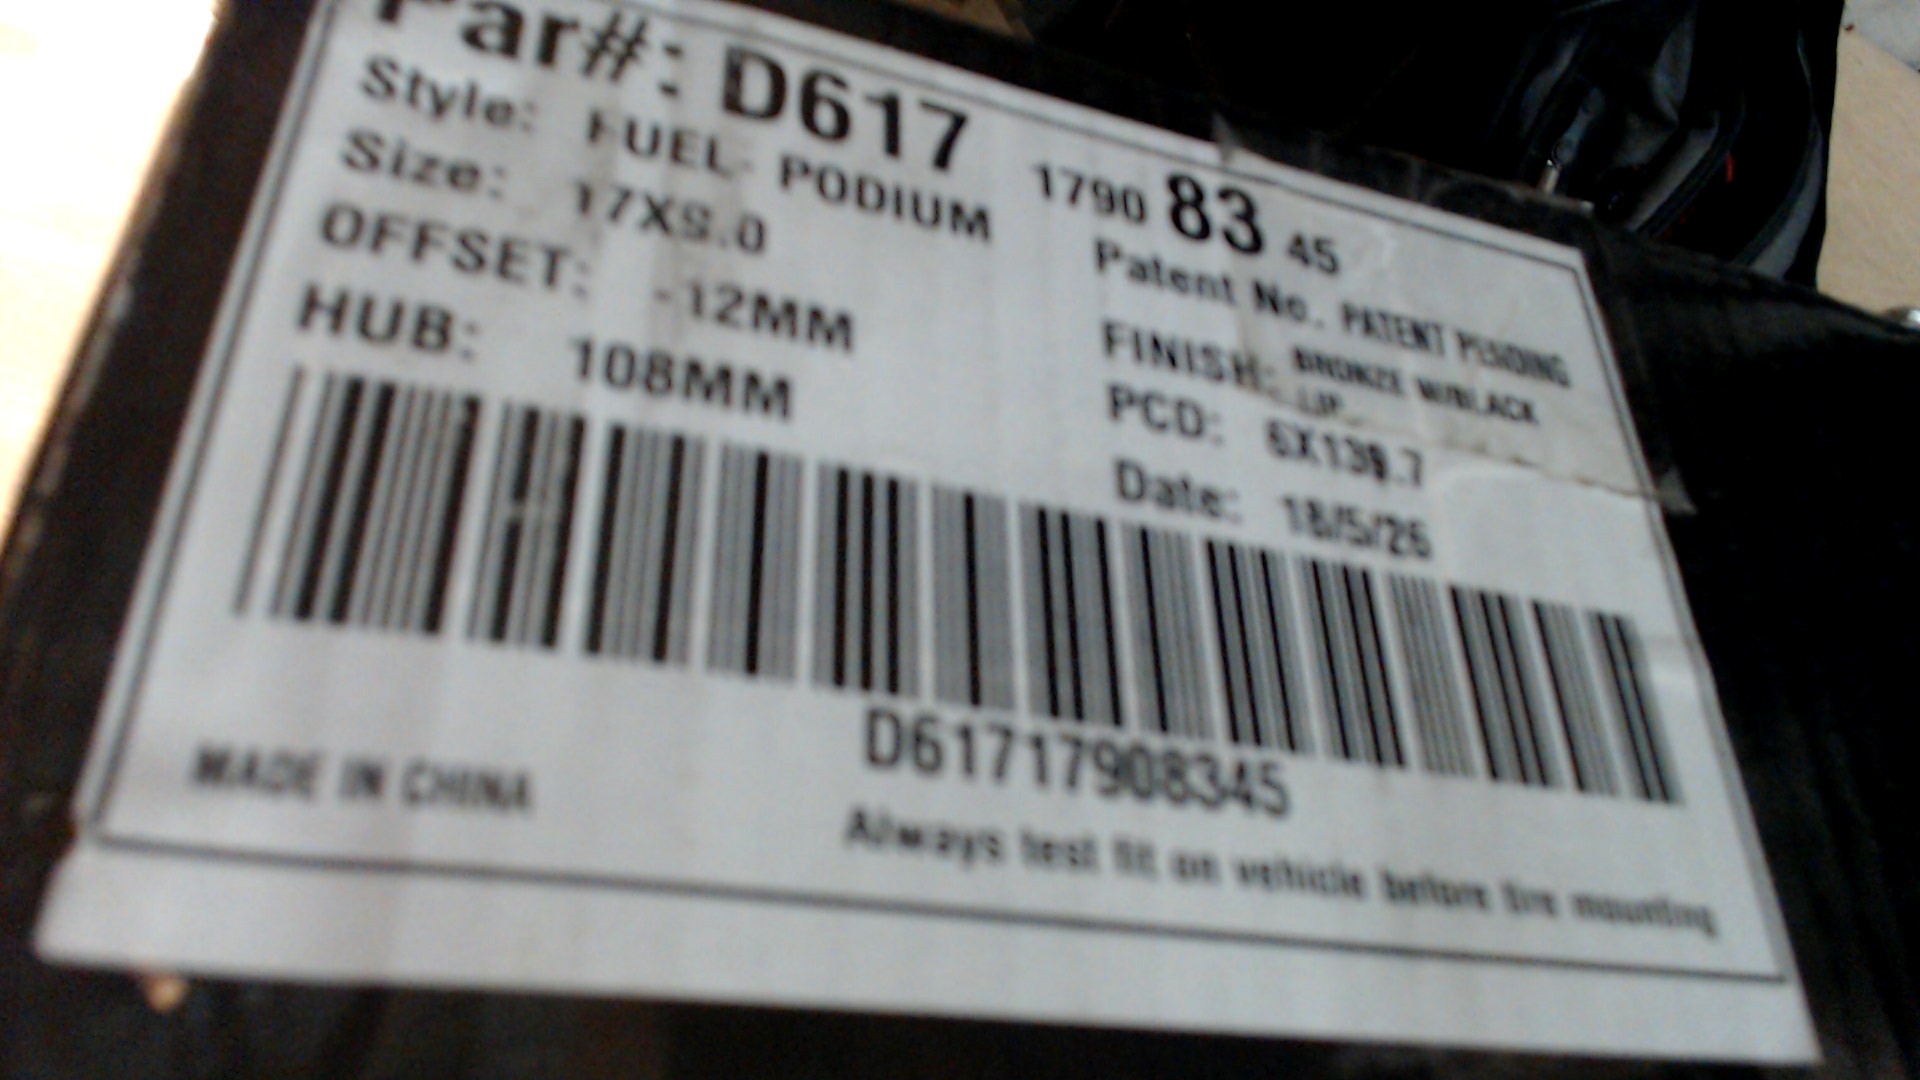 Par#: D617 1790 83 45
Style: FUEL- PODIUM
Size: 17X9.0
OFFSET: -12MM
HUB: 108MM
Patent No. PATENT PENDING
FINISH: BRONZE W/BLACK
LIP
PCD: 6X139.7
Date: 18/5/26
D61717908345
MADE IN CHINA
Always test fit on vehicle before tire mounting